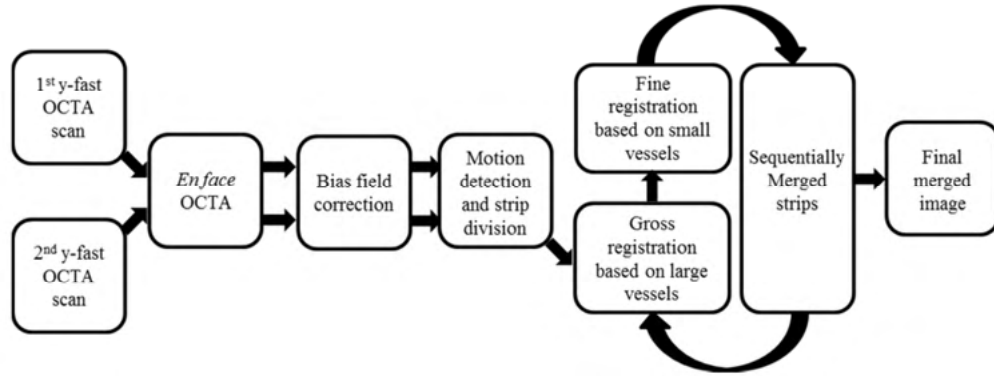 1st y-fast
OCTA
scan
2nd y-fast
OCTA
scan
En face
OCTA
Bias field
correction
Motion
detection
and strip
division
Gross
registration
based on large
vessels
Fine
registration
based on small
vessels
Sequentially
Merged
strips
Final
merged
image